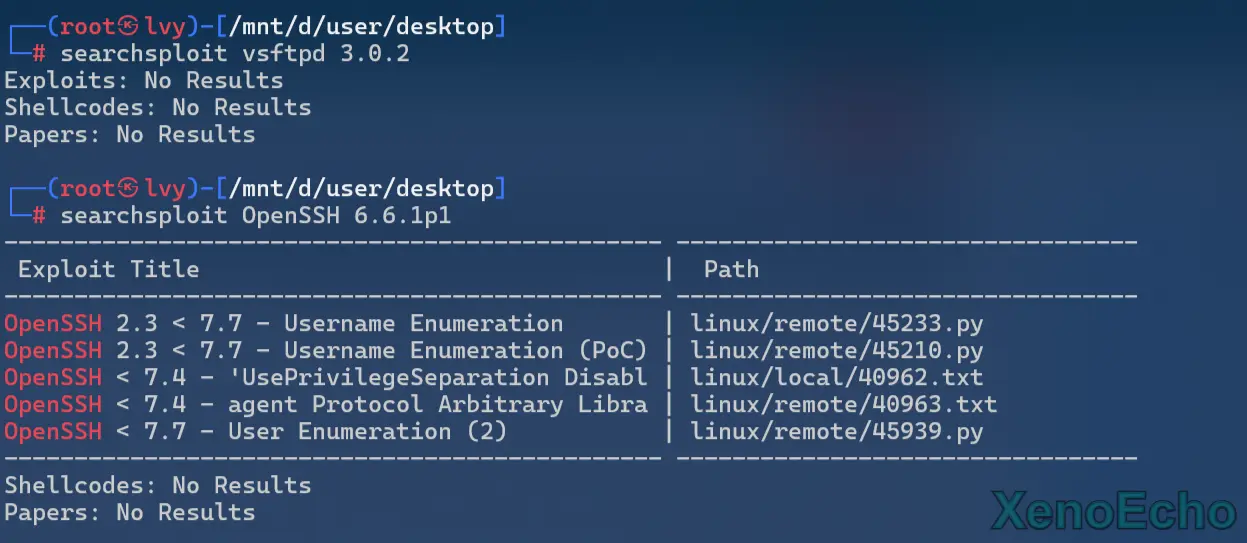 ┌──(root㉿lvy)-[/mnt/d/user/desktop]
└─# searchsploit vsftpd 3.0.2
Exploits: No Results
Shellcodes: No Results
Papers: No Results
┌──(root㉿lvy)-[/mnt/d/user/desktop]
└─# searchsploit OpenSSH 6.6.1p1
----------------------------------------------- ---------------------------------
 Exploit Title | Path
----------------------------------------------- ---------------------------------
OpenSSH 2.3 < 7.7 - Username Enumeration | linux/remote/45233.py
OpenSSH 2.3 < 7.7 - Username Enumeration (PoC) | linux/remote/45210.py
OpenSSH < 7.4 - 'UsePrivilegeSeparation Disabl | linux/local/40962.txt
OpenSSH < 7.4 - agent Protocol Arbitrary Libra | linux/remote/40963.txt
OpenSSH < 7.7 - User Enumeration (2) | linux/remote/45939.py
----------------------------------------------- ---------------------------------
Shellcodes: No Results
Papers: No Results
XenoEcho